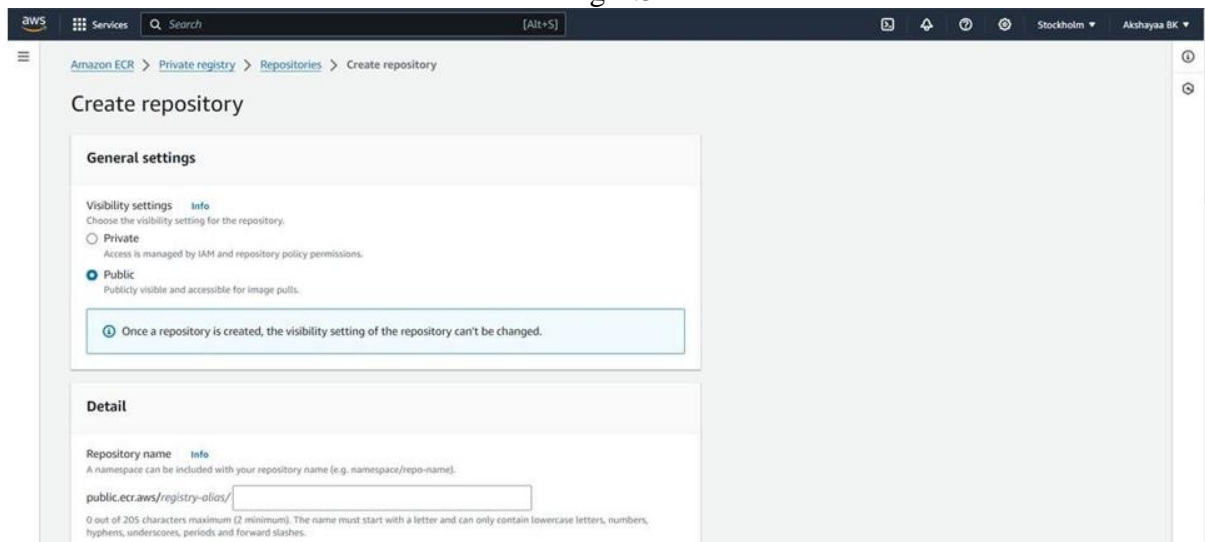 aws
Services
Search
[Alt+S]
Stockholm
Akshayaa BK
Amazon ECR > Private registry > Repositories > Create repository
Create repository
General settings
Visibility settings Info
Choose the visibility setting for the repository.
Private
Access is managed by IAM and repository policy permissions.
Public
Publicly visible and accessible for image pulls.
Once a repository is created, the visibility setting of the repository can't be changed.
Detail
Repository name Info
A namespace can be included with your repository name (e.g. namespace/repo-name).
public.ecr.aws/registry-alias/
0 out of 205 characters maximum (2 minimum). The name must start with a letter and can only contain lowercase letters, numbers,
hyphens, underscores, periods and forward slashes.